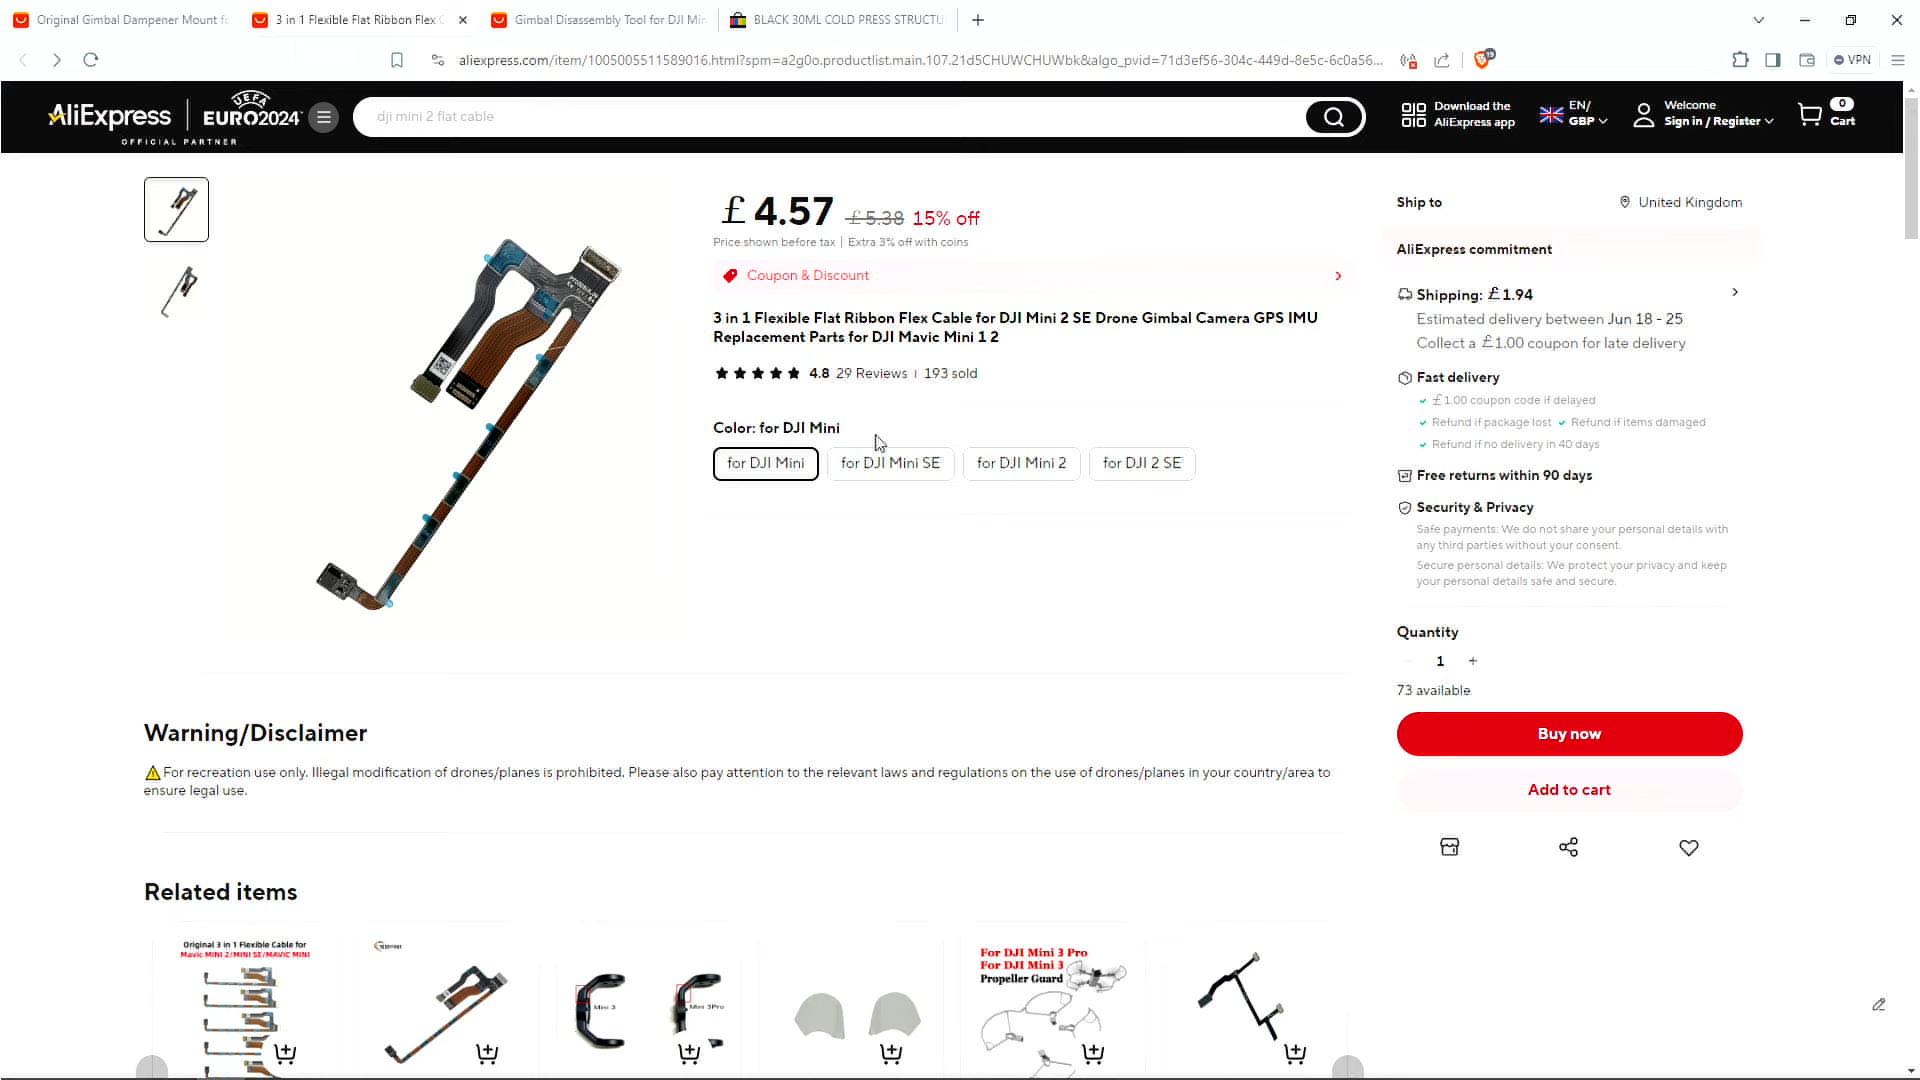 Original Gimbal Dampener Mount fo
3 in 1 Flexible Flat Ribbon Flex C
Gimbal Disassembly Tool for DJI Min
BLACK 30ML COLD PRESS STRUCTU
aliexpress.com/item/1005005511589016.html?spm=a2g0o.productlist.main.107.21d5CHUWCHUWbk&algo_pvid=71d3ef56-304c-449d-8e5c-6c0a56...
VPN
AliExpress
UEFA
EURO2024
OFFICIAL PARTNER
dji mini 2 flat cable
Download the
AliExpress app
EN/
GBP
Welcome
Sign in / Register
0
Cart
£4.57 £5.38 15% off
Price shown before tax | Extra 3% off with coins
Coupon & Discount
3 in 1 Flexible Flat Ribbon Flex Cable for DJI Mini 2 SE Drone Gimbal Camera GPS IMU
Replacement Parts for DJI Mavic Mini 1 2
4.8 29 Reviews | 193 sold
Color: for DJI Mini
for DJI Mini
for DJI Mini SE
for DJI Mini 2
for DJI 2 SE
Ship to
United Kingdom
AliExpress commitment
Shipping: £1.94
Estimated delivery between Jun 18 - 25
Collect a £1.00 coupon for late delivery
Fast delivery
£1.00 coupon code if delayed
Refund if package lost
Refund if items damaged
Refund if no delivery in 40 days
Free returns within 90 days
Security & Privacy
Safe payments: We do not share your personal details with
any third parties without your consent.
Secure personal details: We protect your privacy and keep
your personal details safe and secure.
Quantity
- 1 +
73 available
Buy now
Add to cart
Warning/Disclaimer
For recreation use only. Illegal modification of drones/planes is prohibited. Please also pay attention to the relevant laws and regulations on the use of drones/planes in your country/area to
ensure legal use.
Related items
Original 3 in 1 Flexible Cable for
Mavic MINI 2/MINI SE/MAVIC MINI
Mini 3
Mini 3Pro
For DJI Mini 3 Pro
For DJI Mini 3
Propeller Guard